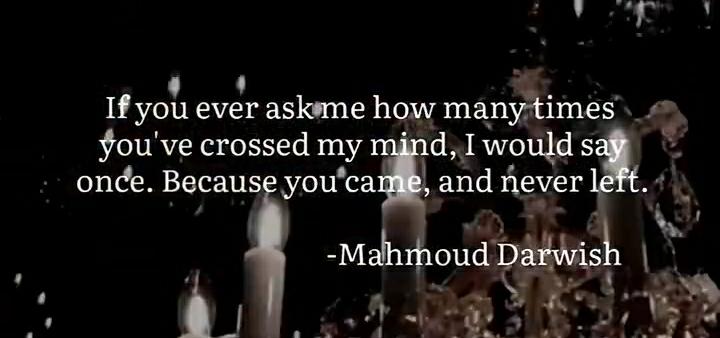 If you ever ask me how many times
you've crossed my mind, I would say
once. Because you came, and never left.
-Mahmoud Darwish